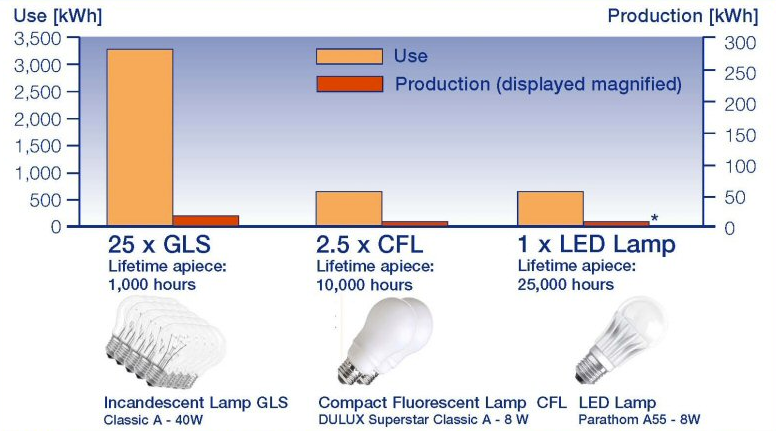 Use [kWh]
Production [kWh]
3,500
3,000
2,500
2,000
1,500
1,000
500
0
300
250
200
150
100
50
0
Use
Production (displayed magnified)
*
25 x GLS
Lifetime apiece:
1,000 hours
2.5 x CFL
Lifetime apiece:
10,000 hours
1 x LED Lamp
Lifetime apiece:
25,000 hours
Incandescent Lamp GLS
Classic A - 40W
Compact Fluorescent Lamp CFL
DULUX Superstar Classic A - 8 W
LED Lamp
Parathom A55 - 8W